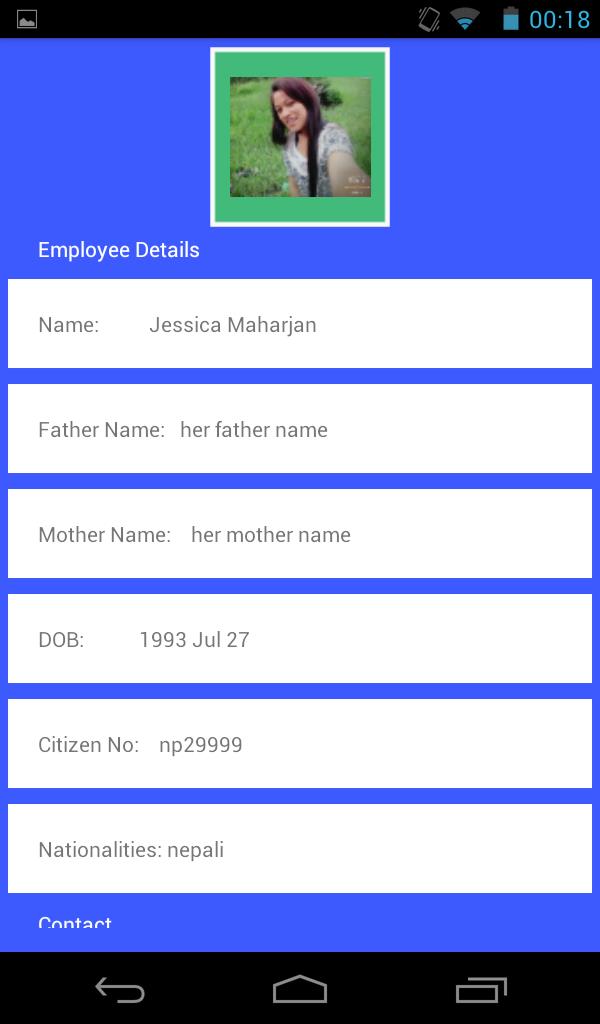 00:18
Employee Details
Name: Jessica Maharjan
Father Name: her father name
Mother Name: her mother name
DOB: 1993 Jul 27
Citizen No: np29999
Nationalities: nepali
Contact